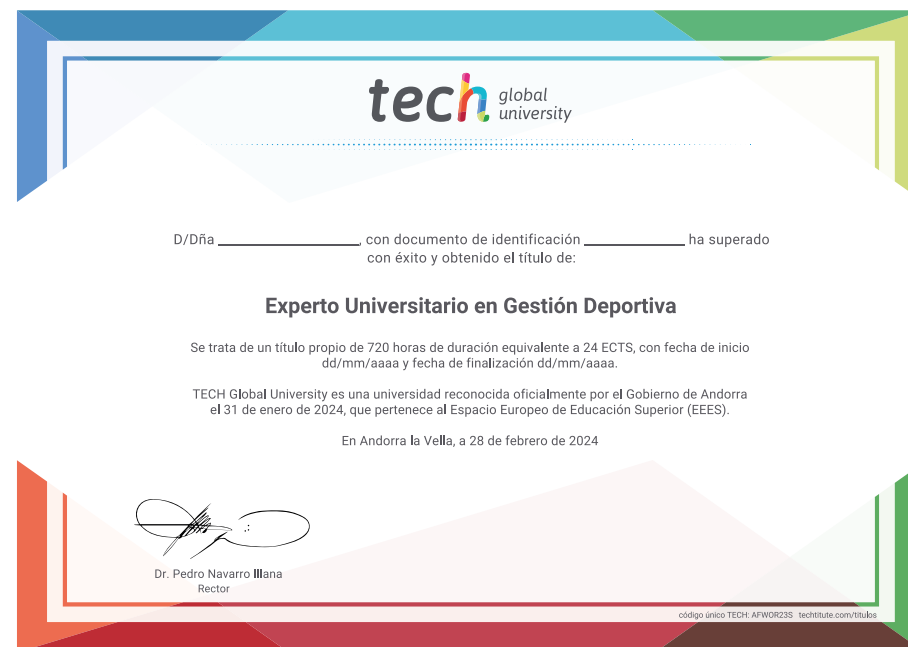 tech global
university
D/Dña ____________________, con documento de identificación ______________ ha superado
con éxito y obtenido el título de:
Experto Universitario en Gestión Deportiva
Se trata de un título propio de 720 horas de duración equivalente a 24 ECTS, con fecha de inicio
dd/mm/aaaa y fecha de finalización dd/mm/aaaa.
TECH Global University es una universidad reconocida oficialmente por el Gobierno de Andorra
el 31 de enero de 2024, que pertenece al Espacio Europeo de Educación Superior (EEES).
En Andorra la Vella, a 28 de febrero de 2024
Dr. Pedro Navarro Illana
Rector
código único TECH: AFWOR23S techtitute.com/titulos